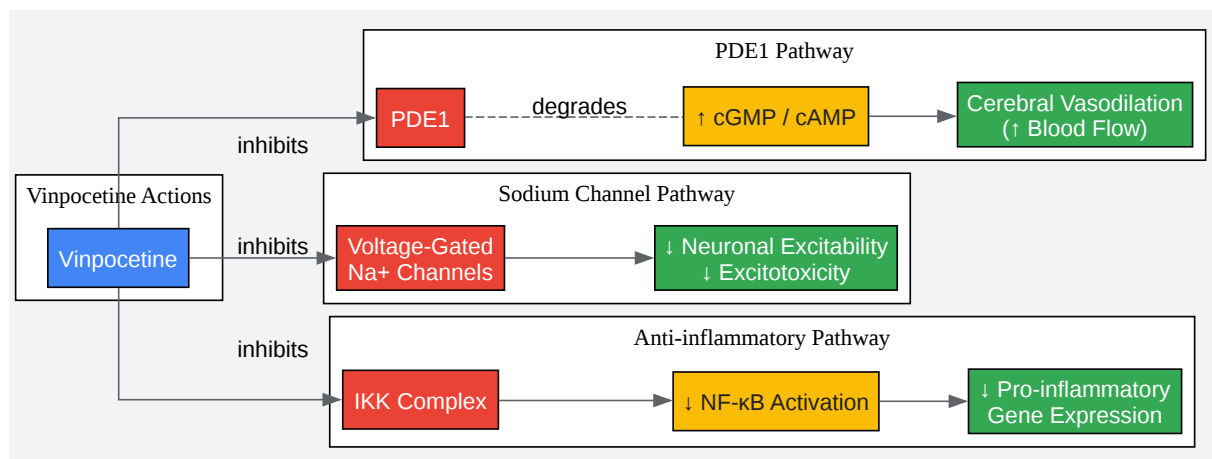 PDE1 Pathway
PDE1
degrades
↑ cGMP / cAMP
Cerebral Vasodilation
(↑ Blood Flow)
inhibits
Vinpocetine Actions
Vinpocetine
inhibits
Sodium Channel Pathway
Voltage-Gated
Na+ Channels
↓ Neuronal Excitability
↓ Excitotoxicity
inhibits
Anti-inflammatory Pathway
IKK Complex
↓ NF-κB Activation
↓ Pro-inflammatory
Gene Expression